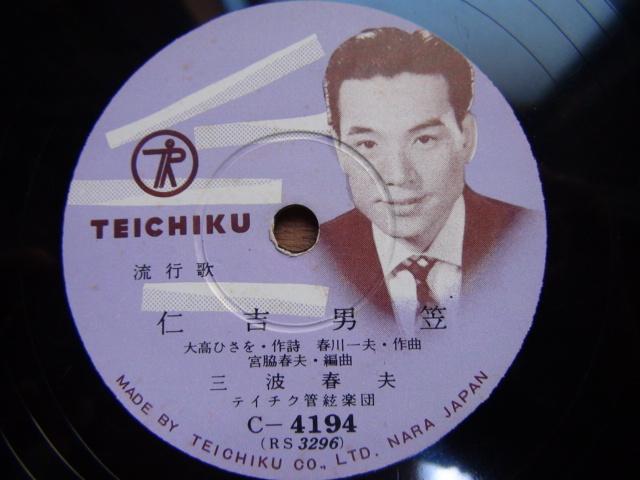 TEICHIKU
流行歌
仁吉男笠
大高ひさを・作詩 春川一夫・作曲
宮脇春夫・編曲
三波春夫
テイチク管絃楽団
C-4194
(RS 3296)
MADE BY TEICHIKU CO., LTD. NARA JAPAN